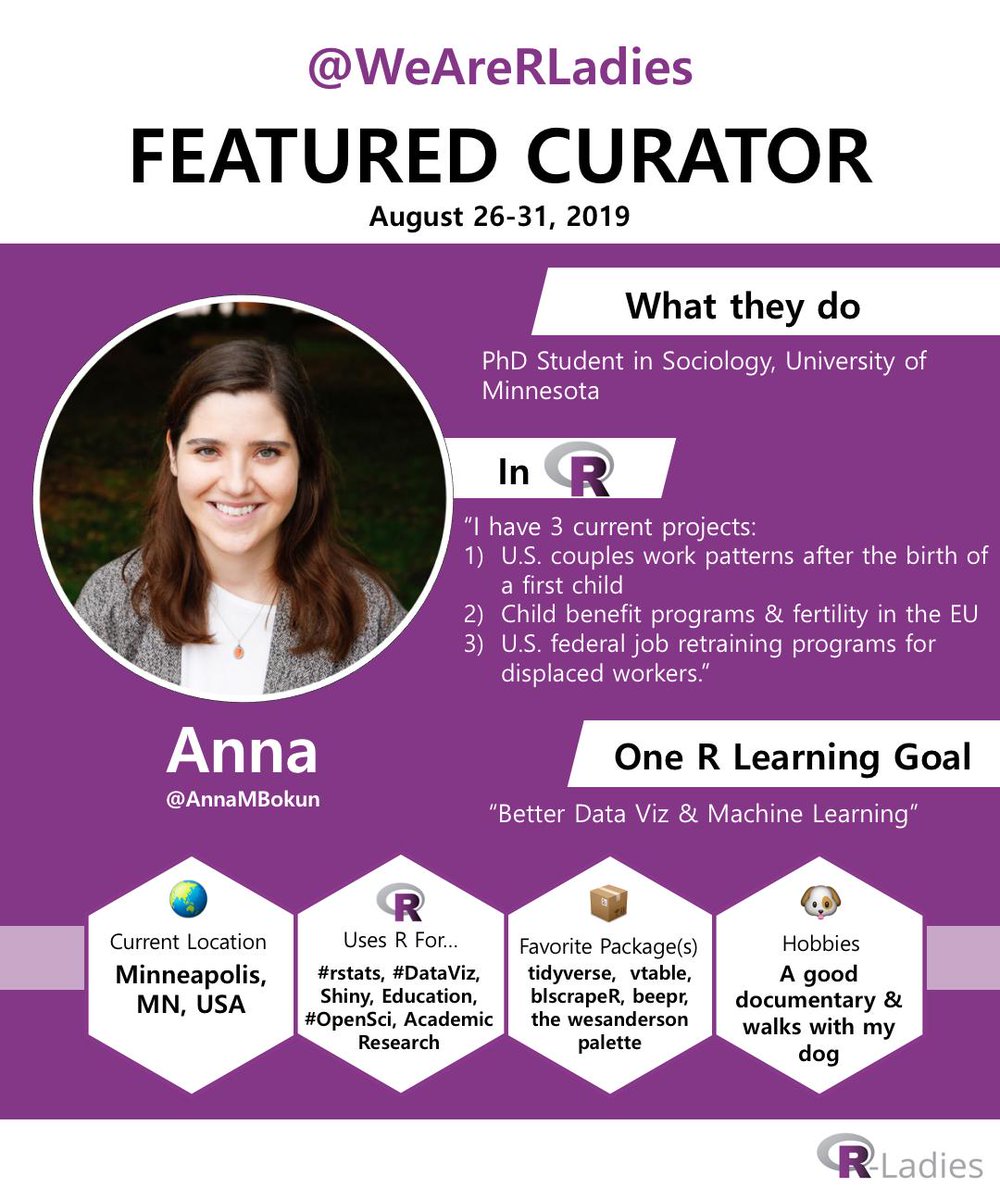 @WeAreRLadies
FEATURED CURATOR
August 26-31, 2019
What they do
PhD Student in Sociology, University of
Minnesota
In R
“I have 3 current projects:
1) U.S. couples work patterns after the birth of
a first child
2) Child benefit programs & fertility in the EU
3) U.S. federal job retraining programs for
displaced workers.”
Anna
@AnnaMBokun
One R Learning Goal
“Better Data Viz & Machine Learning”
Current Location
Minneapolis,
MN, USA
R
Uses R For...
#rstats, #DataViz,
Shiny, Education,
#OpenSci, Academic
Research
Favorite Package(s)
tidyverse, vtable,
blscrapeR, beepr,
the wesanderson
palette
Hobbies
A good
documentary &
walks with my
dog
R-Ladies